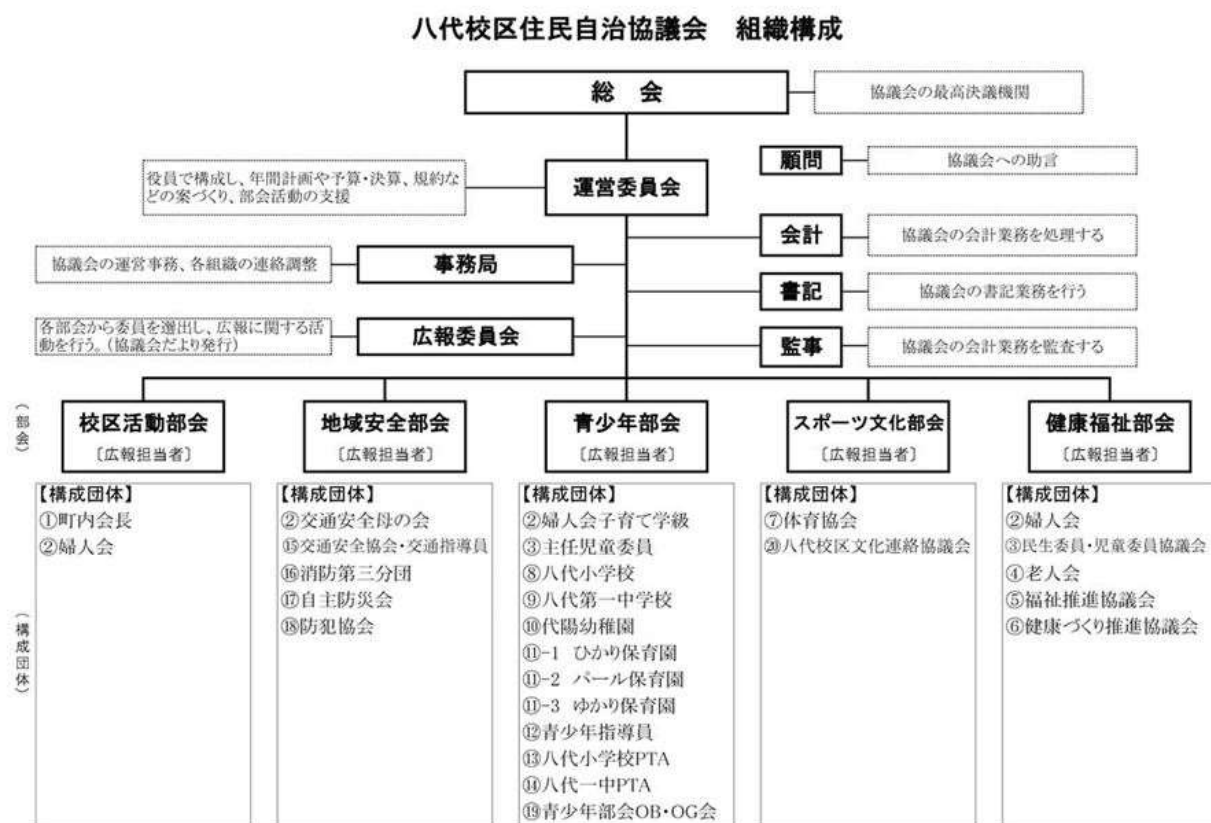 八代校区住民自治協議会　組織構成
総　会
協議会の最高決議機関
役員で構成し、年間計画や予算・決算、規約な
どの案づくり、部会活動の支援
運営委員会
顧問
協議会への助言
会計
協議会の会計業務を処理する
協議会の運営事務、各組織の連絡調整
事務局
書記
協議会の書記業務を行う
各部会から委員を選出し、広報に関する活
動を行う。(協議会だより発行)
広報委員会
監事
協議会の会計業務を監査する
(部会)
校区活動部会
〔広報担当者〕
地域安全部会
〔広報担当者〕
青少年部会
〔広報担当者〕
スポーツ文化部会
〔広報担当者〕
健康福祉部会
〔広報担当者〕
(構成団体)
【構成団体】
①町内会長
②婦人会
【構成団体】
②交通安全母の会
⑮交通安全協会・交通指導員
⑯消防第三分団
⑰自主防災会
⑱防犯協会
【構成団体】
②婦人会子育て学級
③主任児童委員
⑧八代小学校
⑨八代第一中学校
⑩代陽幼稚園
⑪-1　ひかり保育園
⑪-2　パール保育園
⑪-3　ゆかり保育園
⑫青少年指導員
⑬八代小学校PTA
⑭八代一中PTA
⑲青少年部会OB・OG会
【構成団体】
⑦体育協会
⑳八代校区文化連絡協議会
【構成団体】
②婦人会
③民生委員・児童委員協議会
④老人会
⑤福祉推進協議会
⑥健康づくり推進協議会